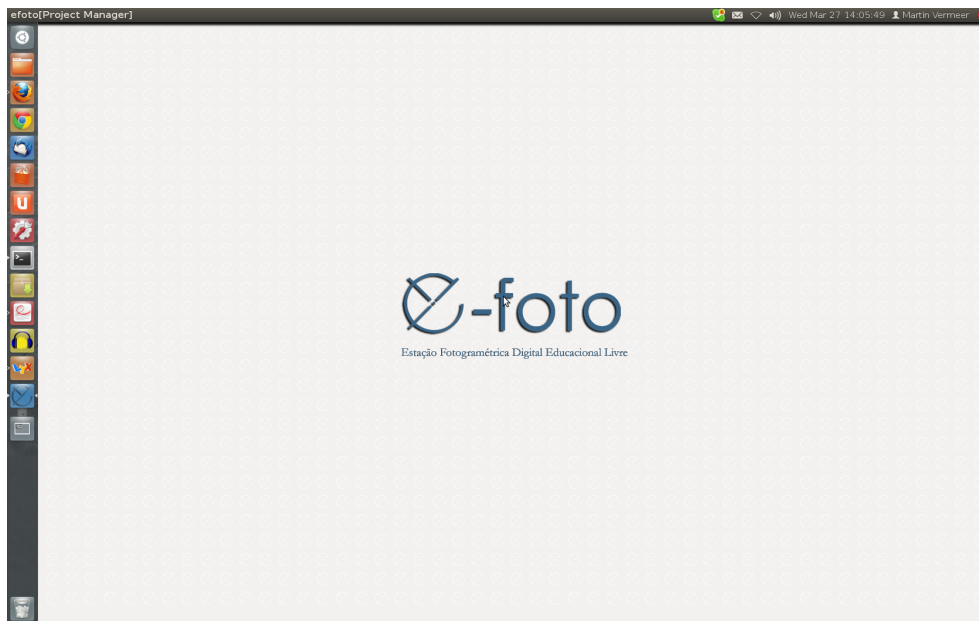 efoto[Project Manager]
Wed Mar 27 14:05:49 Martin Vermeer
e-foto
Estação Fotogramétrica Digital Educacional Livre